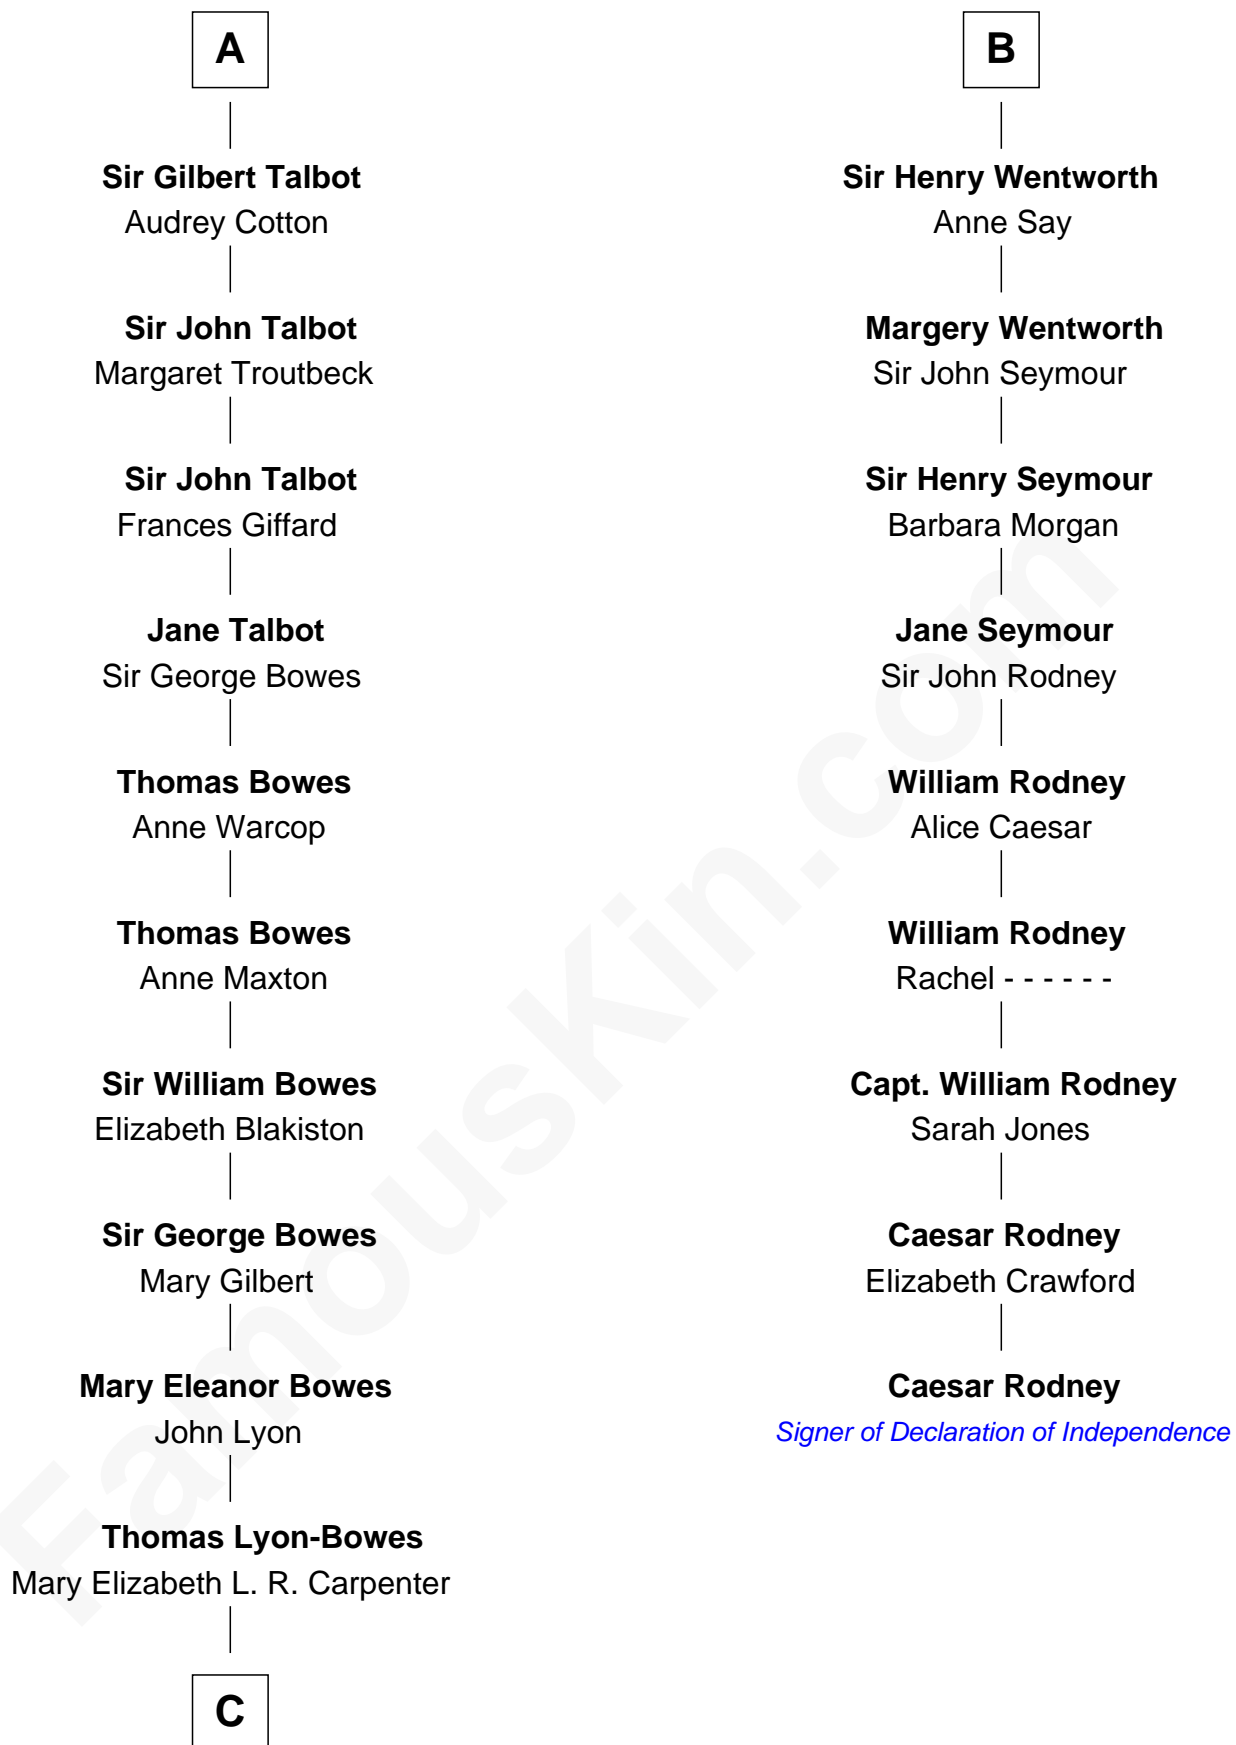 A
Sir Gilbert Talbot
Audrey Cotton
Sir John Talbot
Margaret Troutbeck
Sir John Talbot
Frances Giffard
Jane Talbot
Sir George Bowes
Thomas Bowes
Anne Warcop
Thomas Bowes
Anne Maxton
Sir William Bowes
Elizabeth Blakiston
Sir George Bowes
Mary Gilbert
Mary Eleanor Bowes
John Lyon
Thomas Lyon-Bowes
Mary Elizabeth L. R. Carpenter
C
B
Sir Henry Wentworth
Anne Say
Margery Wentworth
Sir John Seymour
Sir Henry Seymour
Barbara Morgan
Jane Seymour
Sir John Rodney
William Rodney
Alice Caesar
William Rodney
Rachel - - - - - -
Capt. William Rodney
Sarah Jones
Caesar Rodney
Elizabeth Crawford
Caesar Rodney
Signer of Declaration of Independence
FamousKin.com